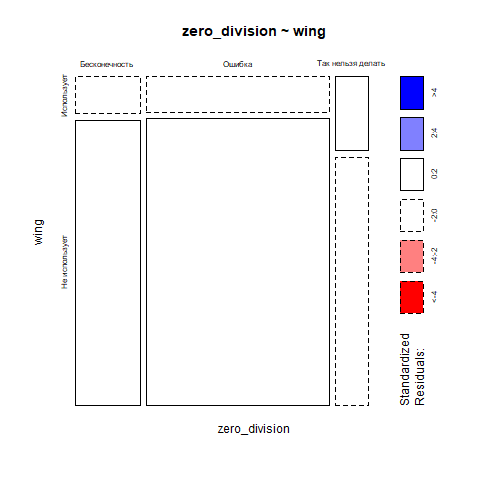 zero_division ~ wing
Бесконечность
Ошибка
Так нельзя делать
Использует
Не использует
wing
zero_division
>4
2:4
0:2
-2:0
-4:-2
<-4
Standardized
Residuals: